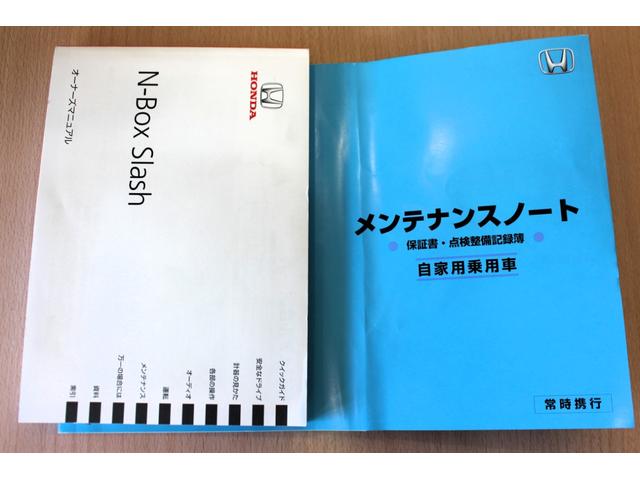 HONDA
N-Box Slash
オーナーズマニュアル
クイックガイド
安全なドライブ
計器の見かた
各部の操作
オーディオ
運転
メンテナンス
万一の場合には
資料
索引
メンテナンスノート
保証書・点検整備記録簿
自家用乗用車
常時携行